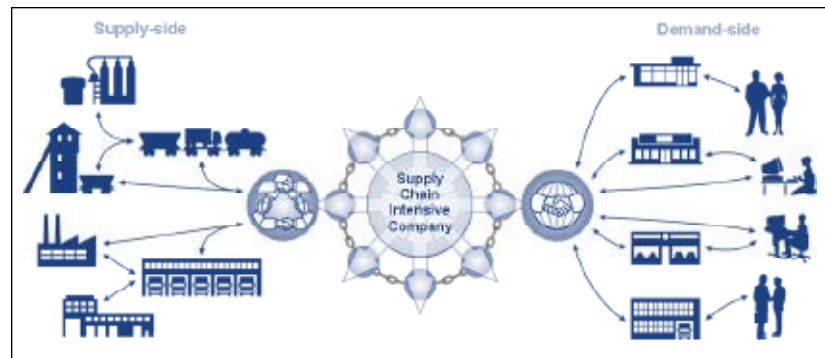 Supply-side
Demand-side
Supply
Chain
Intensive
Company